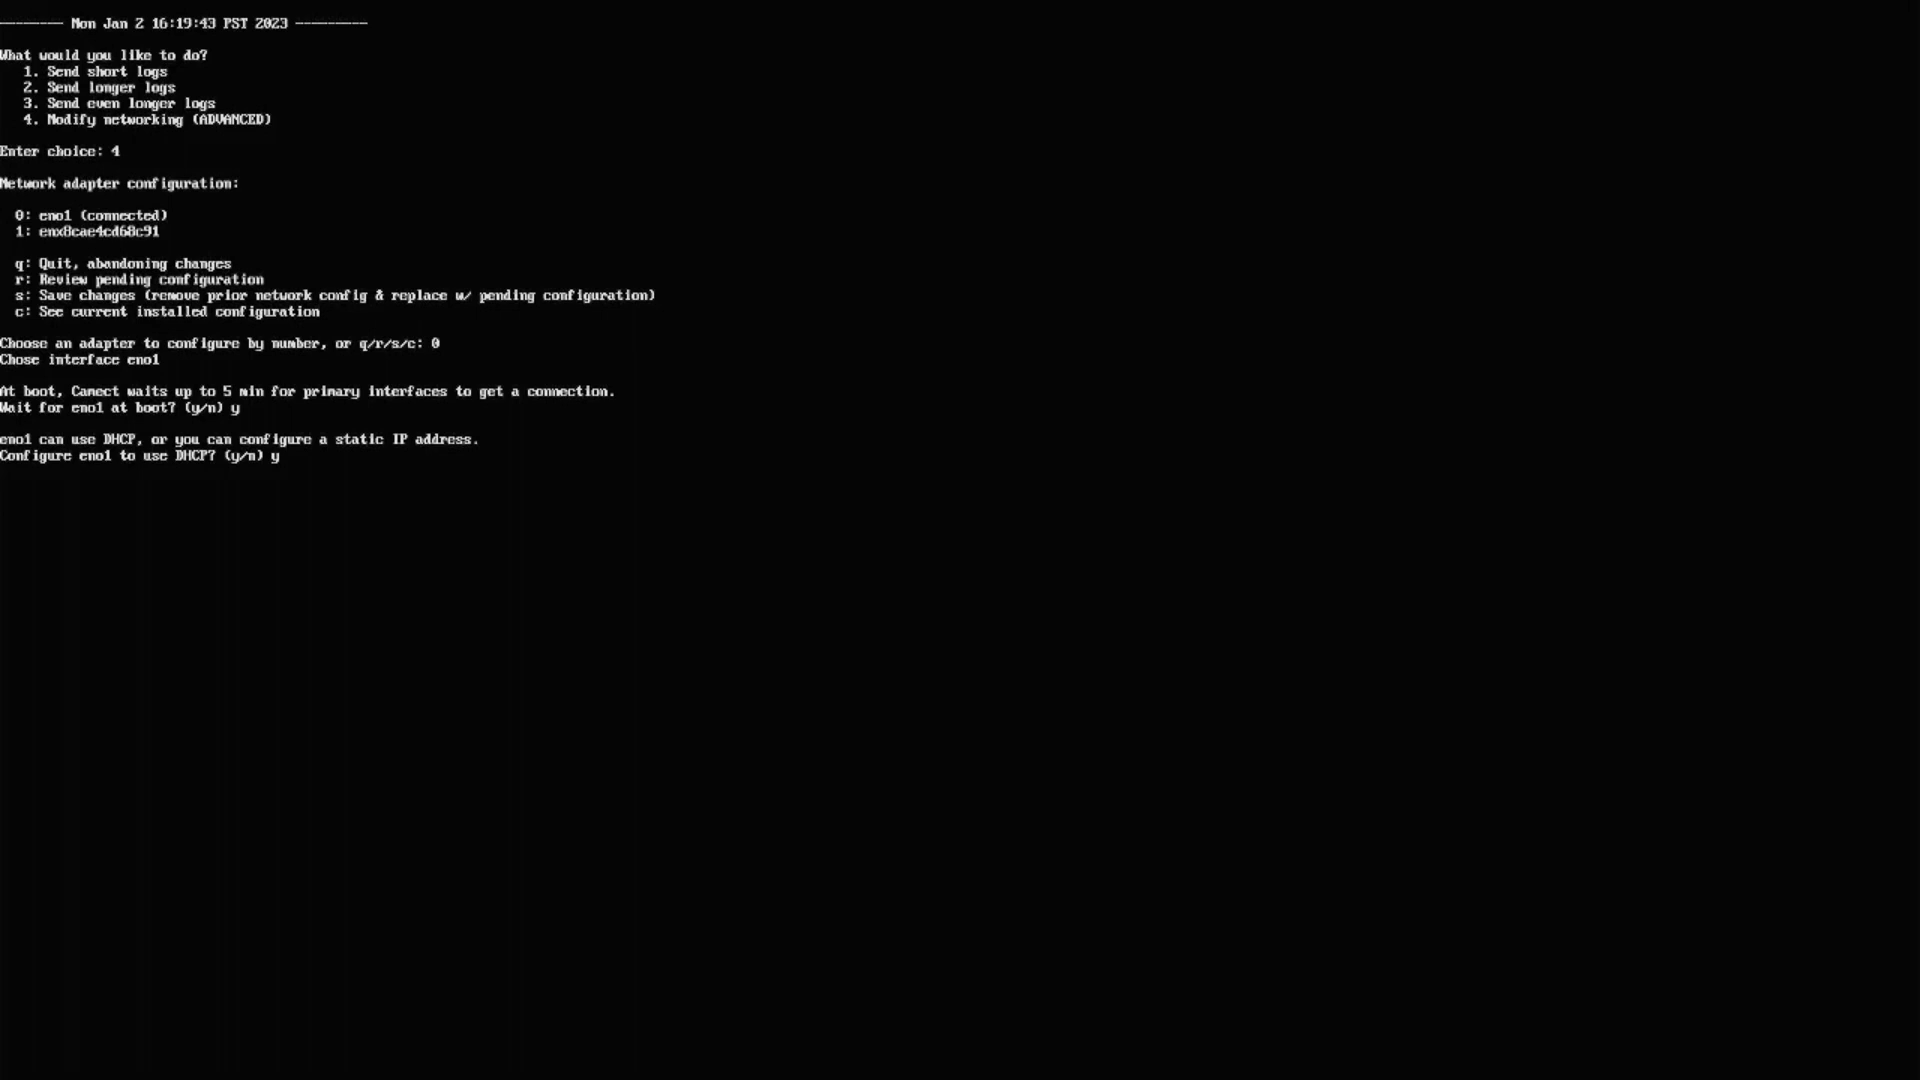 -------- Mon Jan 2 16:19:43 PST 2023 ---------
What would you like to do?
1. Send short logs
2. Send longer logs
3. Send even longer logs
4. Modify networking (ADVANCED)
Enter choice: 4
Network adapter configuration:
0: eno1 (connected)
1: enx8cae4cd68c91
q: Quit, abandoning changes
r: Review pending configuration
s: Save changes (remove prior network config & replace w/ pending configuration)
c: See current installed configuration
Choose an adapter to configure by number, or q/r/s/c: 0
Chose interface eno1
At boot, Camect waits up to 5 min for primary interfaces to get a connection.
Wait for eno1 at boot? (y/n) y
eno1 can use DHCP, or you can configure a static IP address.
Configure eno1 to use DHCP? (y/n) y